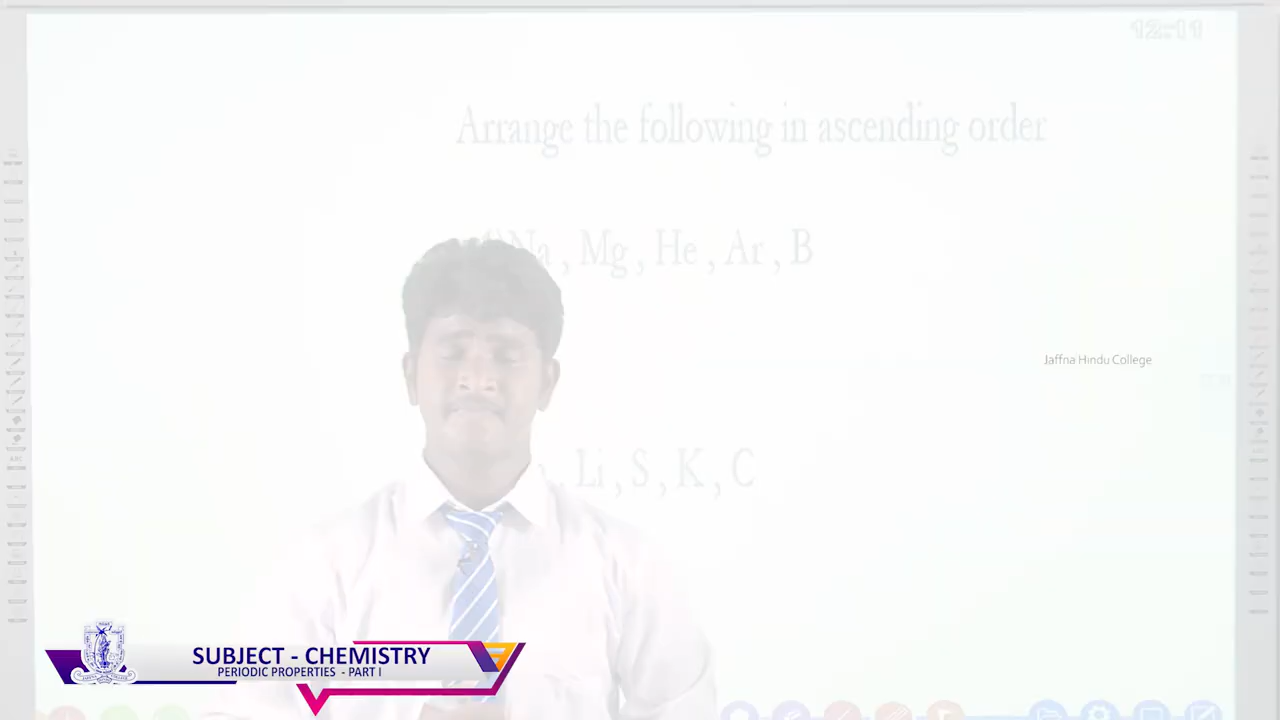 12:11
Arrange the following in ascending order
Na , Mg , He , Ar , B
Jaffna Hindu College
, Li , S , K , C
SUBJECT - CHEMISTRY
PERIODIC PROPERTIES - PART I